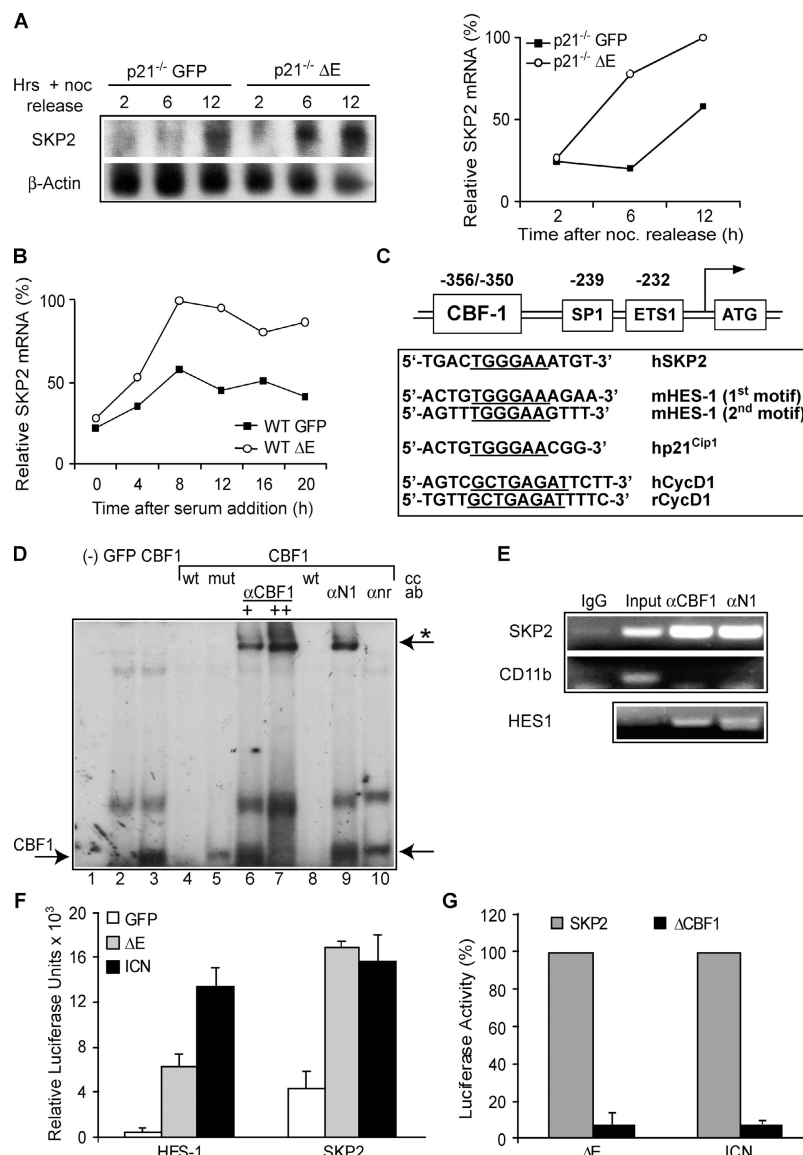 A
p21-/- GFP
p21-/- ΔE
Hrs + noc release
2 6 12 2 6 12
SKP2
β-Actin
Relative SKP2 mRNA (%)
100
50
0
p21-/- GFP
p21-/- ΔE
2 6 12
Time after noc. realease (h)
B
Relative SKP2 mRNA (%)
100
50
0
WT GFP
WT ΔE
0 4 8 12 16 20
Time after serum addition (h)
C
-356/-350 -239 -232
CBF-1 SP1 ETS1 ATG
5'-TGACTGGGAAATGT-3' hSKP2
5'-ACTGTGGGAAAGAA-3' mHES-1 (1st motif)
5'-AGTTTGGGAAGTTT-3' mHES-1 (2nd motif)
5'-ACTGTGGGAACGG-3' hp21Cip1
5'-AGTCGCTGAGATTCTT-3' hCycD1
5'-TGTTGCTGAGATTTTC-3' rCycD1
D
(-) GFP CBF1 CBF1
wt mut wt cc
αCBF1 αN1 αnr ab
+ ++
*
CBF1
1 2 3 4 5 6 7 8 9 10
E
IgG Input αCBF1 αN1
SKP2
CD11b
HES1
F
Relative Luciferase Units x 10³
20
16
12
8
4
0
GFP
ΔE
ICN
HES-1 SKP2
G
Luciferase Activity (%)
120
100
80
60
40
20
0
SKP2 ΔCBF1
ΔE ICN